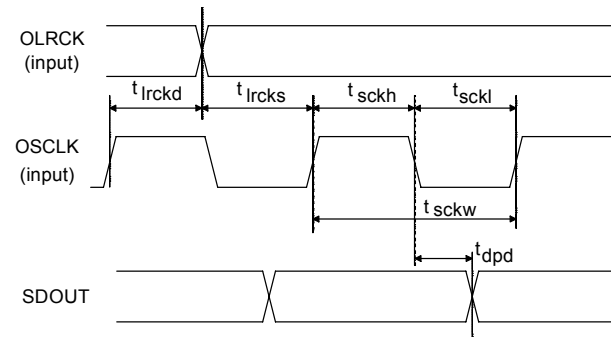 OLRCK
(input)
t lrckd
t lrcks
t sckh
t sckl
OSCLK
(input)
t sckw
t dpd
SDOUT